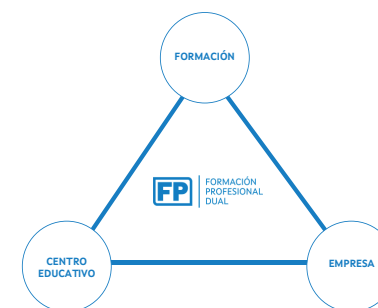 FORMACIÓN
FP
FORMACIÓN
PROFESIONAL
DUAL
CENTRO
EDUCATIVO
EMPRESA